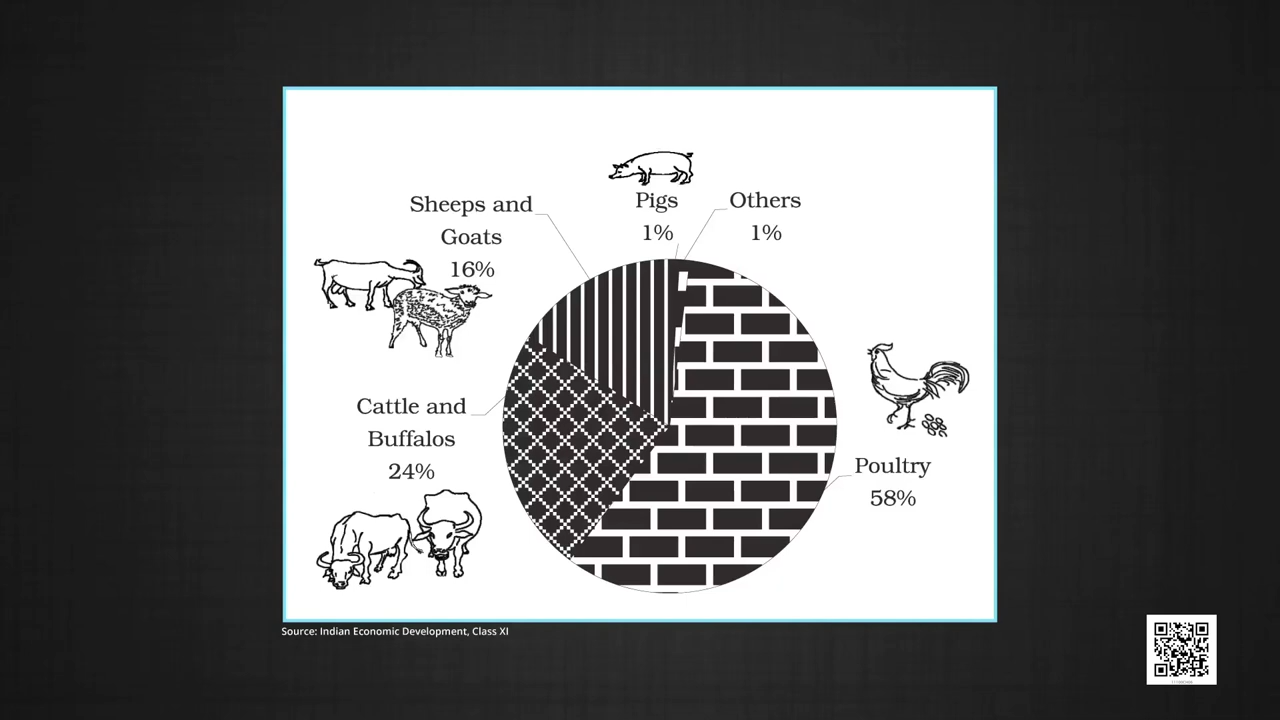 Pigs
1%
Others
1%
Sheeps and
Goats
16%
Cattle and
Buffalos
24%
Poultry
58%
Source: Indian Economic Development, Class XI